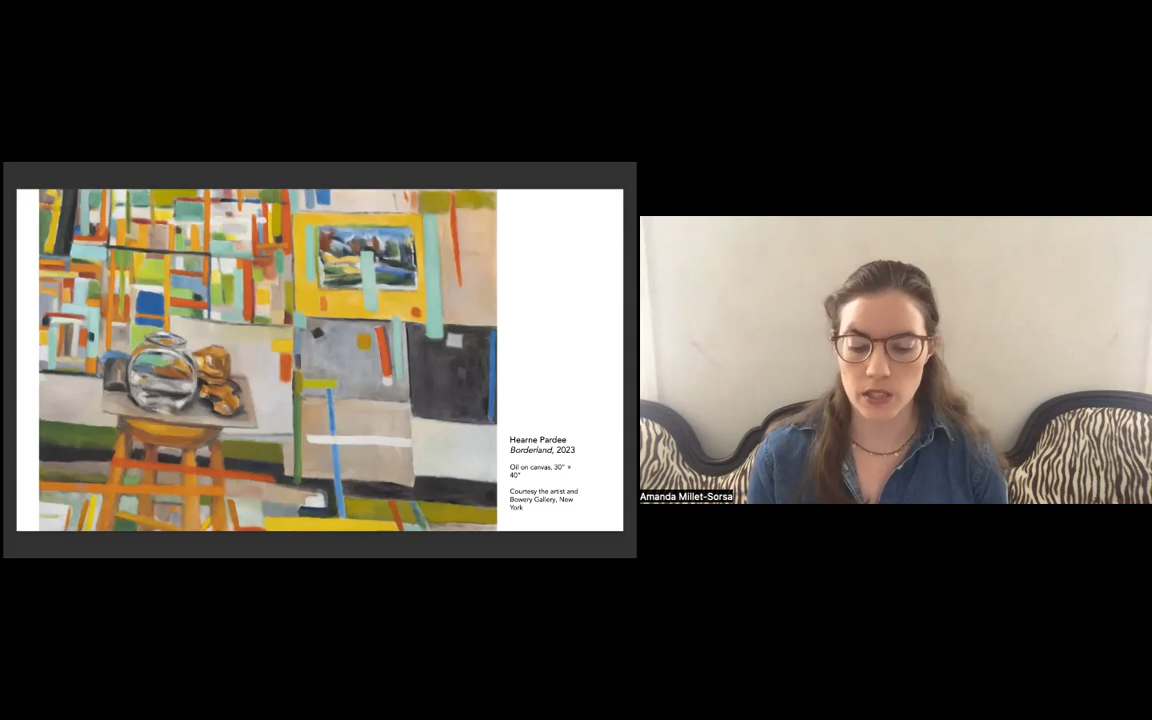 Hearne Pardee
Borderland, 2023
Oil on canvas, 30" ×
40"
Courtesy the artist and
Bowery Gallery, New
York
Amanda Millet-Sorsa